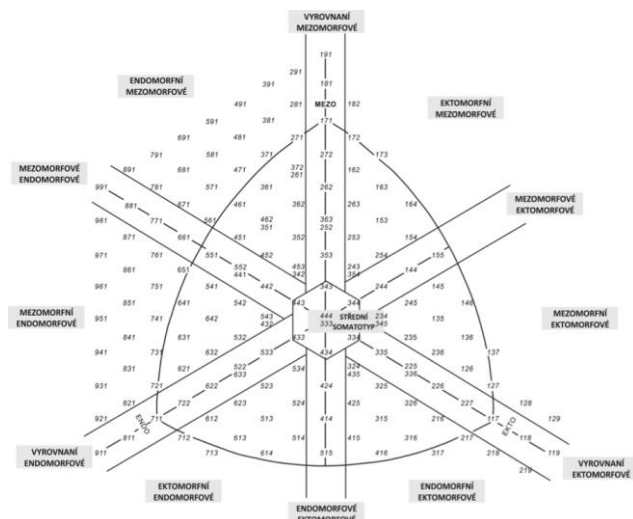 VYROVNANÍ
MEZOMORFOVÉ
191
291
ENDOMORFNÍ
MEZOMORFOVÉ
391 181
491 281 MEZO 182
EKTOMORFNÍ
MEZOMORFOVÉ
591 381 171
691 481 271 172
791 581 371 272 173
MEZOMORFOVÉ
ENDOMORFOVÉ
891 681 471 372 162
261
991 781 571 361 262 163
881 671 461 362 263 164
MEZOMORFOVÉ
EKTOMORFOVÉ
981 771 561 462 363 153
351 252
871 661 451 352 253 154
971 761 551 353 254 155
861 651 552 453 243 144
441 342 354
961 751 541 343 244 145
851 641 542 443 344 245 146
MEZOMORFNÍ
ENDOMORFOVÉ
951 741 642 543 444 STŘEDNÍ 234 135
432 333 SOMATOTYP 345
MEZOMORFNÍ
EKTOMORFOVÉ
841 631 532 433 334 235 136
941 731 632 533 434 335 236 137
831 621 522 534 324 225 126
633 435 336
931 721 622 523 424 325 226 127
821 722 623 524 425 326 227 128
921 711 612 513 414 315 216 117 129
ENDO EKTO
811 712 613 514 415 316 217 118
911 713 614 515 416 317 218 119
219
VYROVNANÍ
ENDOMORFOVÉ
VYROVNANÍ
EKTOMORFOVÉ
EKTOMORFNÍ
ENDOMORFOVÉ
ENDOMORFNÍ
EKTOMORFOVÉ
ENDOMORFNÍ
EKTOMORFOVÉ